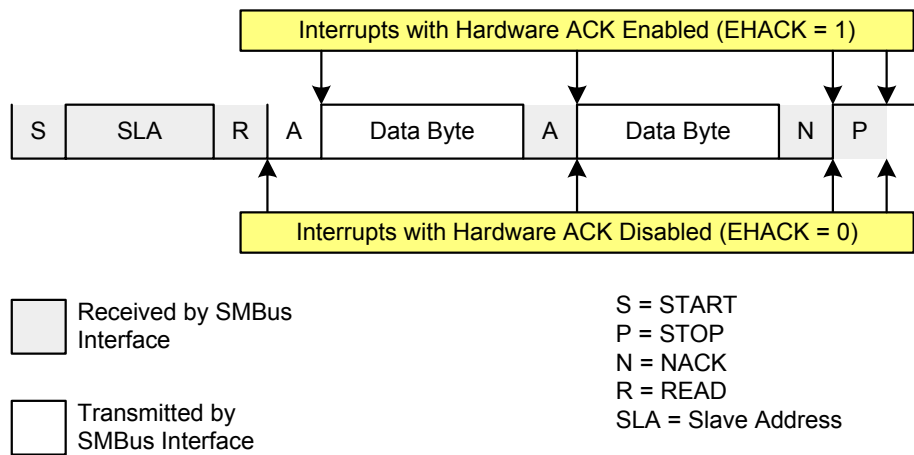 Interrupts with Hardware ACK Enabled (EHACK = 1)
S SLA R A Data Byte A Data Byte N P
Interrupts with Hardware ACK Disabled (EHACK = 0)
Received by SMBus
Interface
Transmitted by
SMBus Interface
S = START
P = STOP
N = NACK
R = READ
SLA = Slave Address